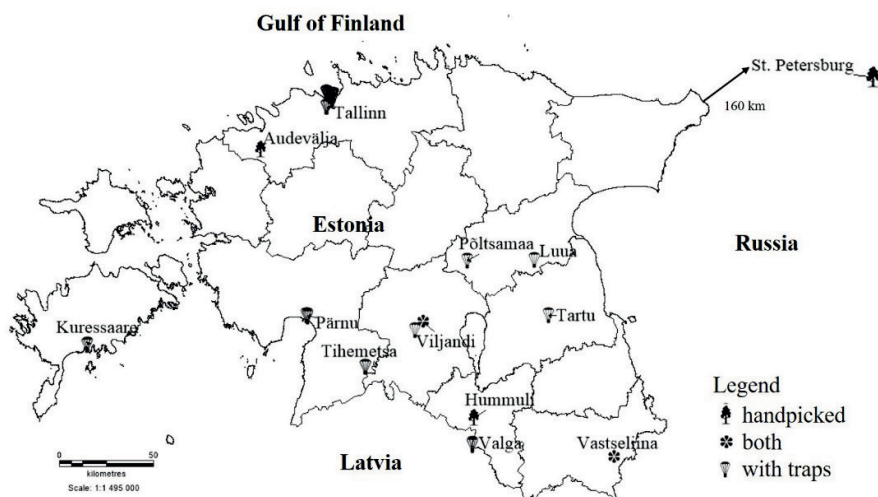 Gulf of Finland
St. Petersburg
160 km
Tallinn
Audevälja
Estonia
Russia
Põltsamaa
Luua
Kuressaare
Pärnu
Viljandi
Tartu
Tihemetsa
Hummuli
Valga
Vastseliina
Latvia
Legend
handpicked
both
with traps
0
50
kilometres
Scale: 1:1 495 000